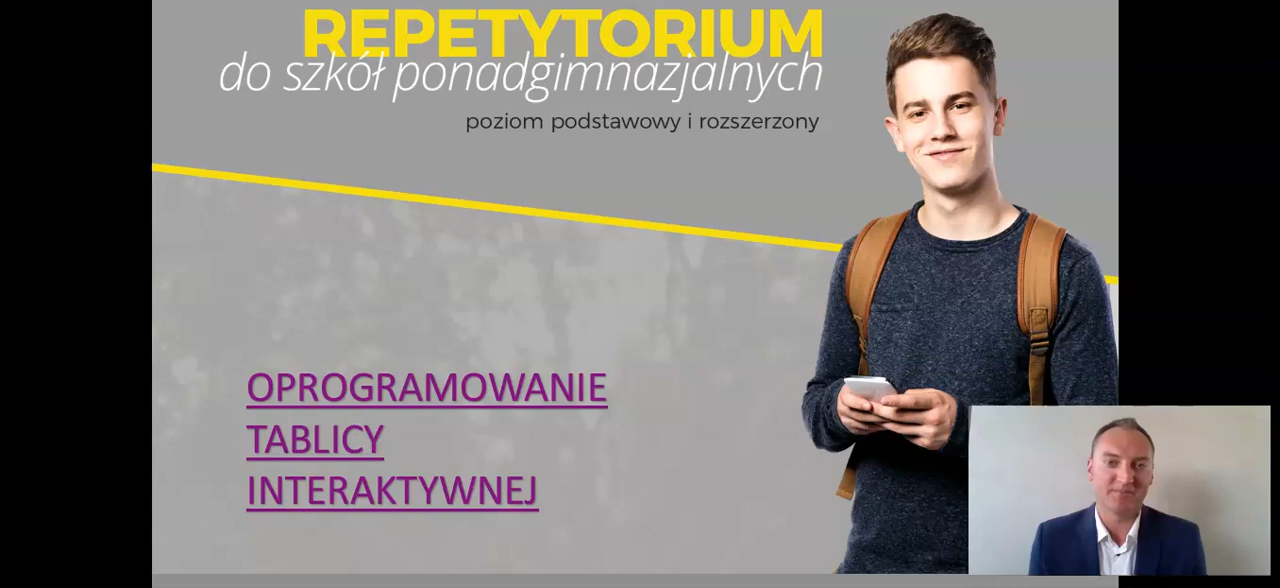 REPETYTORIUM
do szkół ponadgimnazjalnych
poziom podstawowy i rozszerzony
OPROGRAMOWANIE
TABLICY
INTERAKTYWNEJ